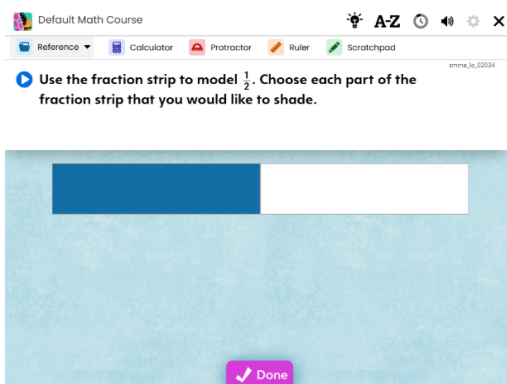 Default Math Course
A-Z
Reference
Calculator
Protractor
Ruler
Scratchpad
smma_lo_02034
Use the fraction strip to model 1/2. Choose each part of the
fraction strip that you would like to shade.
Done